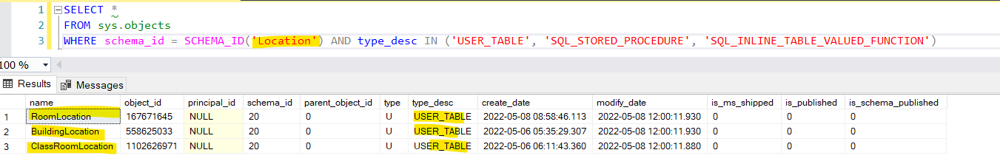 1 SELECT *
2 FROM sys.objects
3 WHERE schema_id = SCHEMA_ID('Location') AND type_desc IN ('USER_TABLE', 'SQL_STORED_PROCEDURE', 'SQL_INLINE_TABLE_VALUED_FUNCTION')
100 %
Results Messages
name object_id principal_id schema_id parent_object_id type type_desc create_date modify_date is_ms_shipped is_published is_schema_published
1 RoomLocation 167671645 NULL 20 0 U USER_TABLE 2022-05-08 08:58:46.113 2022-05-08 12:00:11.930 0 0 0
2 BuildingLocation 558625033 NULL 20 0 U USER_TABLE 2022-05-06 05:35:29.307 2022-05-08 12:00:11.930 0 0 0
3 ClassRoomLocation 1102626971 NULL 20 0 U USER_TABLE 2022-05-06 06:11:43.360 2022-05-08 12:00:11.880 0 0 0